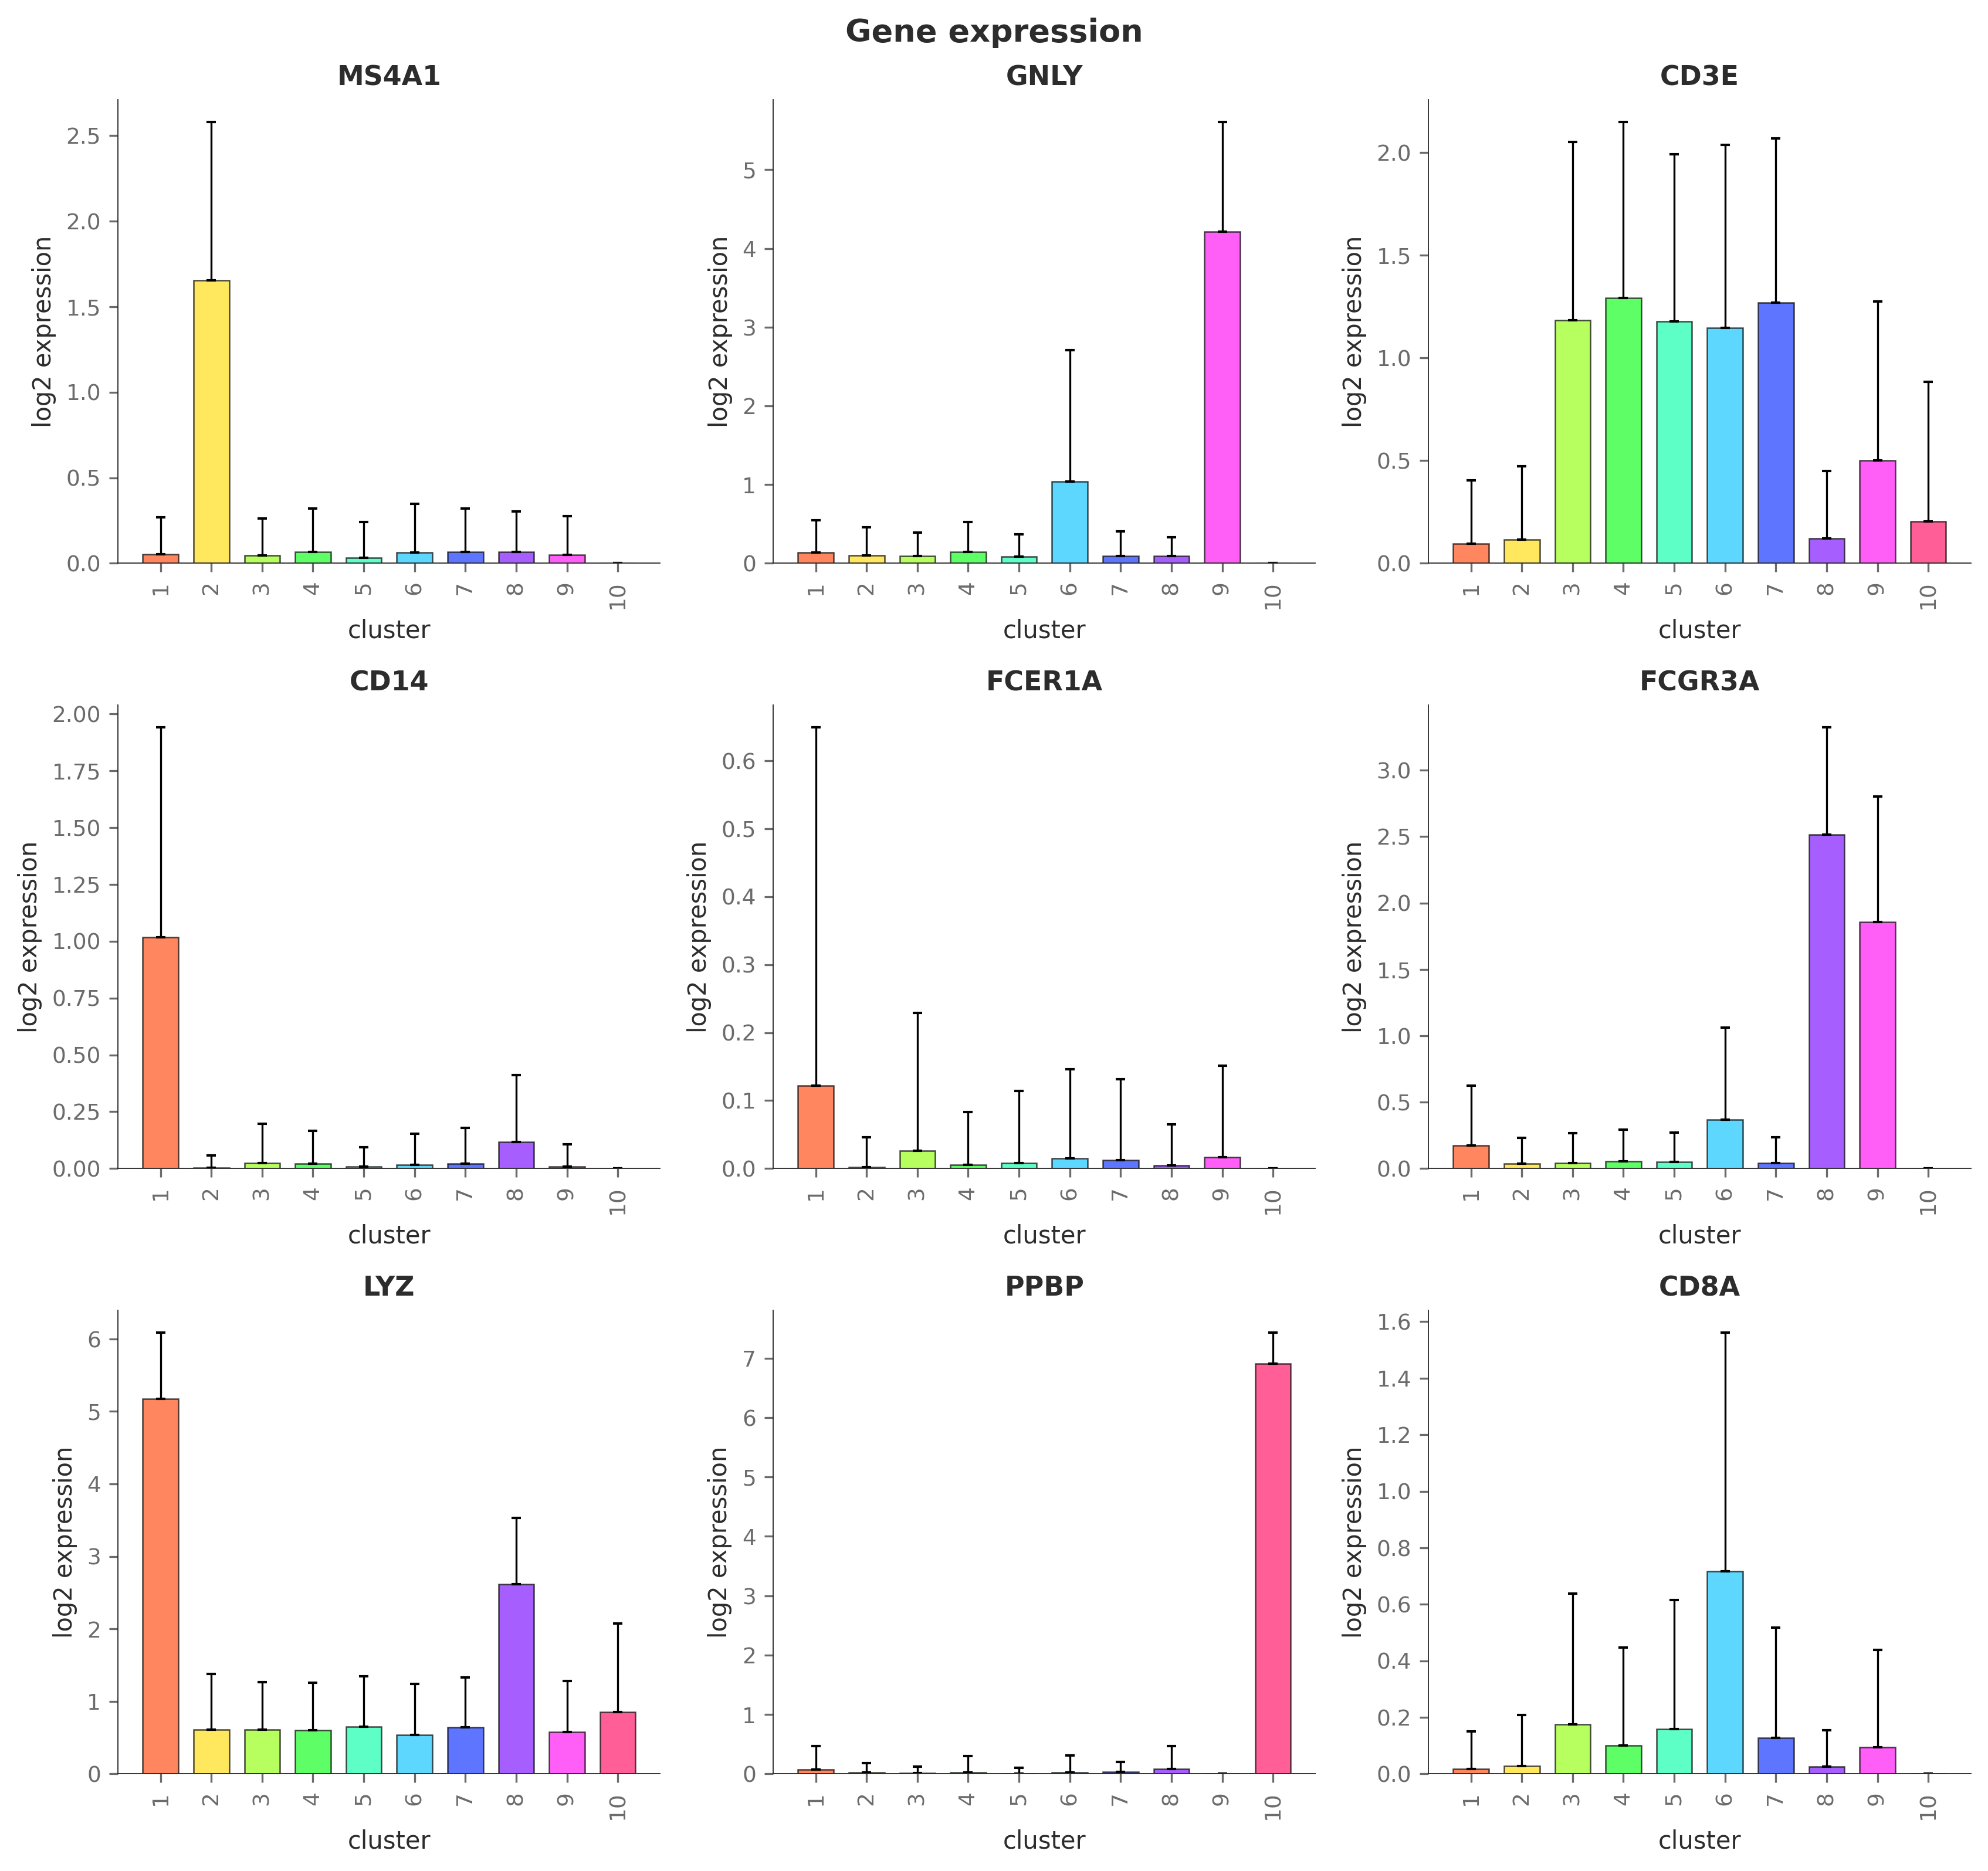 Gene expression
MS4A1
log2 expression
2.5
2.0
1.5
1.0
0.5
0.0
1 2 3 4 5 6 7 8 9 10
cluster
GNLY
log2 expression
5
4
3
2
1
0
1 2 3 4 5 6 7 8 9 10
cluster
CD3E
log2 expression
2.0
1.5
1.0
0.5
0.0
1 2 3 4 5 6 7 8 9 10
cluster
CD14
log2 expression
2.00
1.75
1.50
1.25
1.00
0.75
0.50
0.25
0.00
1 2 3 4 5 6 7 8 9 10
cluster
FCER1A
log2 expression
0.6
0.5
0.4
0.3
0.2
0.1
0.0
1 2 3 4 5 6 7 8 9 10
cluster
FCGR3A
log2 expression
3.0
2.5
2.0
1.5
1.0
0.5
0.0
1 2 3 4 5 6 7 8 9 10
cluster
LYZ
log2 expression
6
5
4
3
2
1
0
1 2 3 4 5 6 7 8 9 10
cluster
PPBP
log2 expression
7
6
5
4
3
2
1
0
1 2 3 4 5 6 7 8 9 10
cluster
CD8A
log2 expression
1.6
1.4
1.2
1.0
0.8
0.6
0.4
0.2
0.0
1 2 3 4 5 6 7 8 9 10
cluster